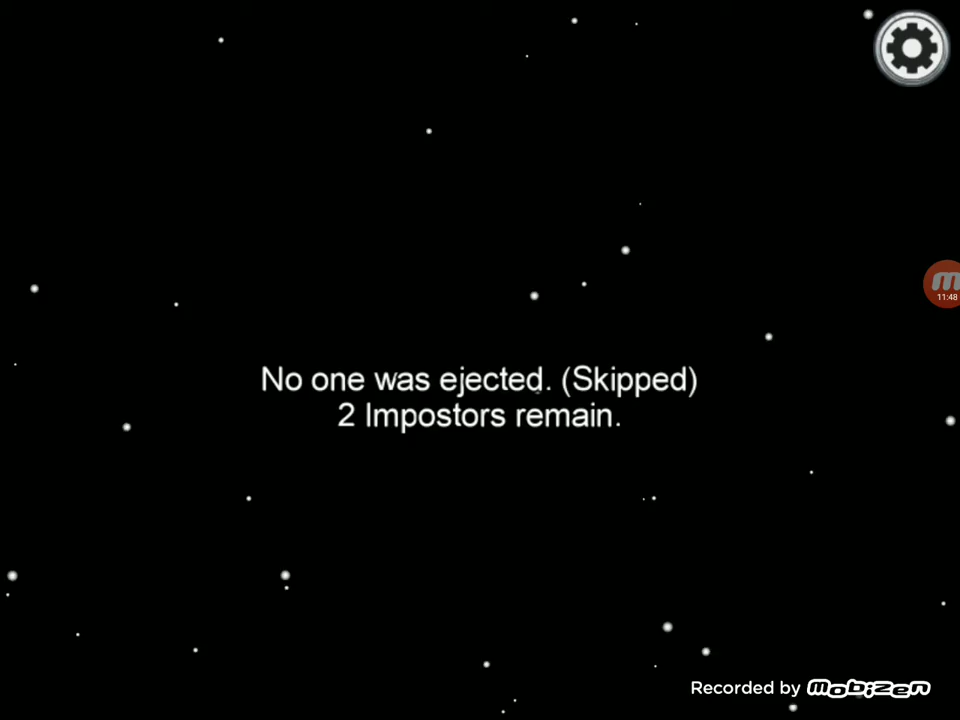 11:48
No one was ejected. (Skipped)
2 Impostors remain.
Recorded by mobizen